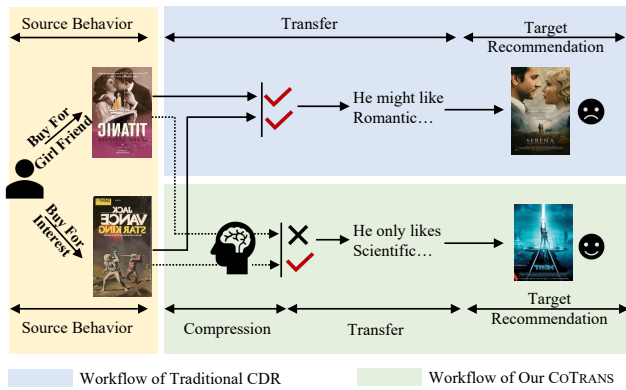 Source Behavior
Transfer
Target
Recommendation
Buy For
Girl Friend
TITANIC
He might like
Romantic…
SERENA
Buy For
Interest
JACK
VANCE
STAR KING
He only likes
Scientific…
Source Behavior
Compression
Transfer
Target
Recommendation
Workflow of Traditional CDR
Workflow of Our COTRANS